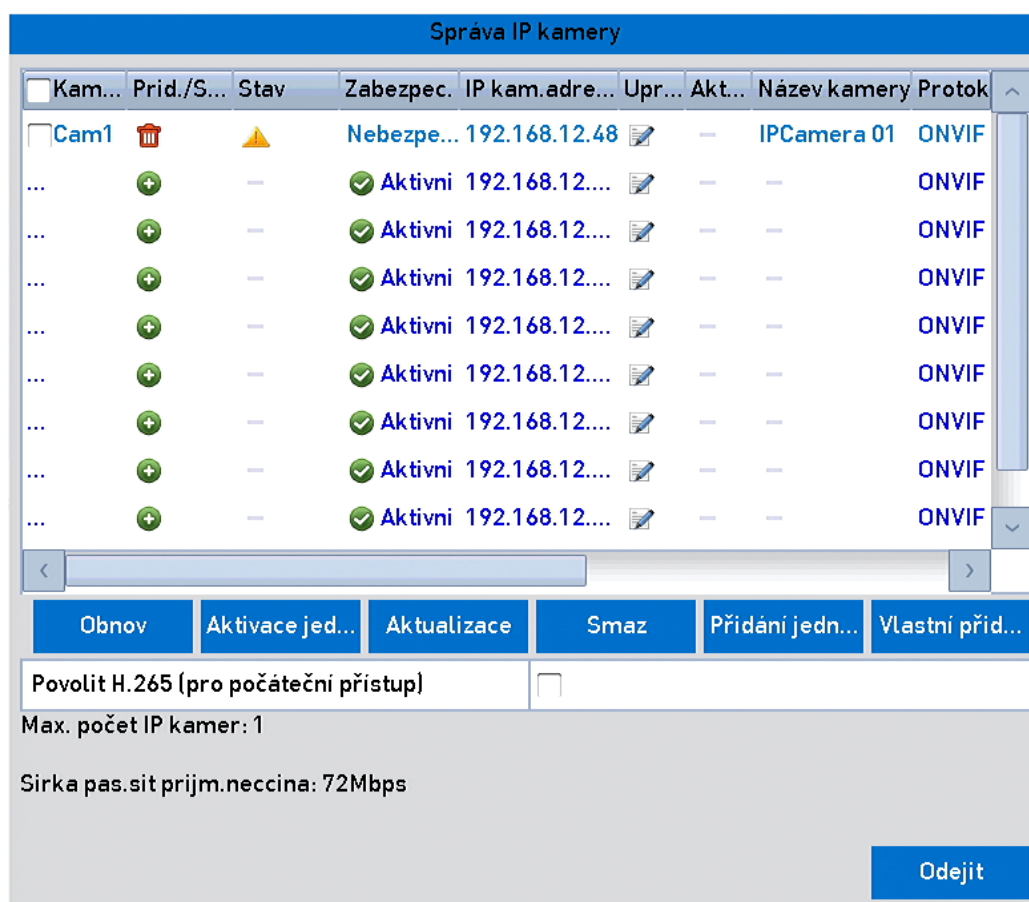 Správa IP kamery
Kam... Prid./S... Stav Zabezpec. IP kam.adre... Upr... Akt... Název kamery Protok
Cam1 Nebezpe... 192.168.12.48 – IPCamera 01 ONVIF
... – Aktivni 192.168.12.... – – ONVIF
... – Aktivni 192.168.12.... – – ONVIF
... – Aktivni 192.168.12.... – – ONVIF
... – Aktivni 192.168.12.... – – ONVIF
... – Aktivni 192.168.12.... – – ONVIF
... – Aktivni 192.168.12.... – – ONVIF
... – Aktivni 192.168.12.... – – ONVIF
... – Aktivni 192.168.12.... – – ONVIF
Obnov Aktivace jed... Aktualizace Smaz Přidání jedn... Vlastní přid...
Povolit H.265 (pro počáteční přístup)
Max. počet IP kamer: 1
Sirka pas.sit prijm.neccina: 72Mbps
Odejit